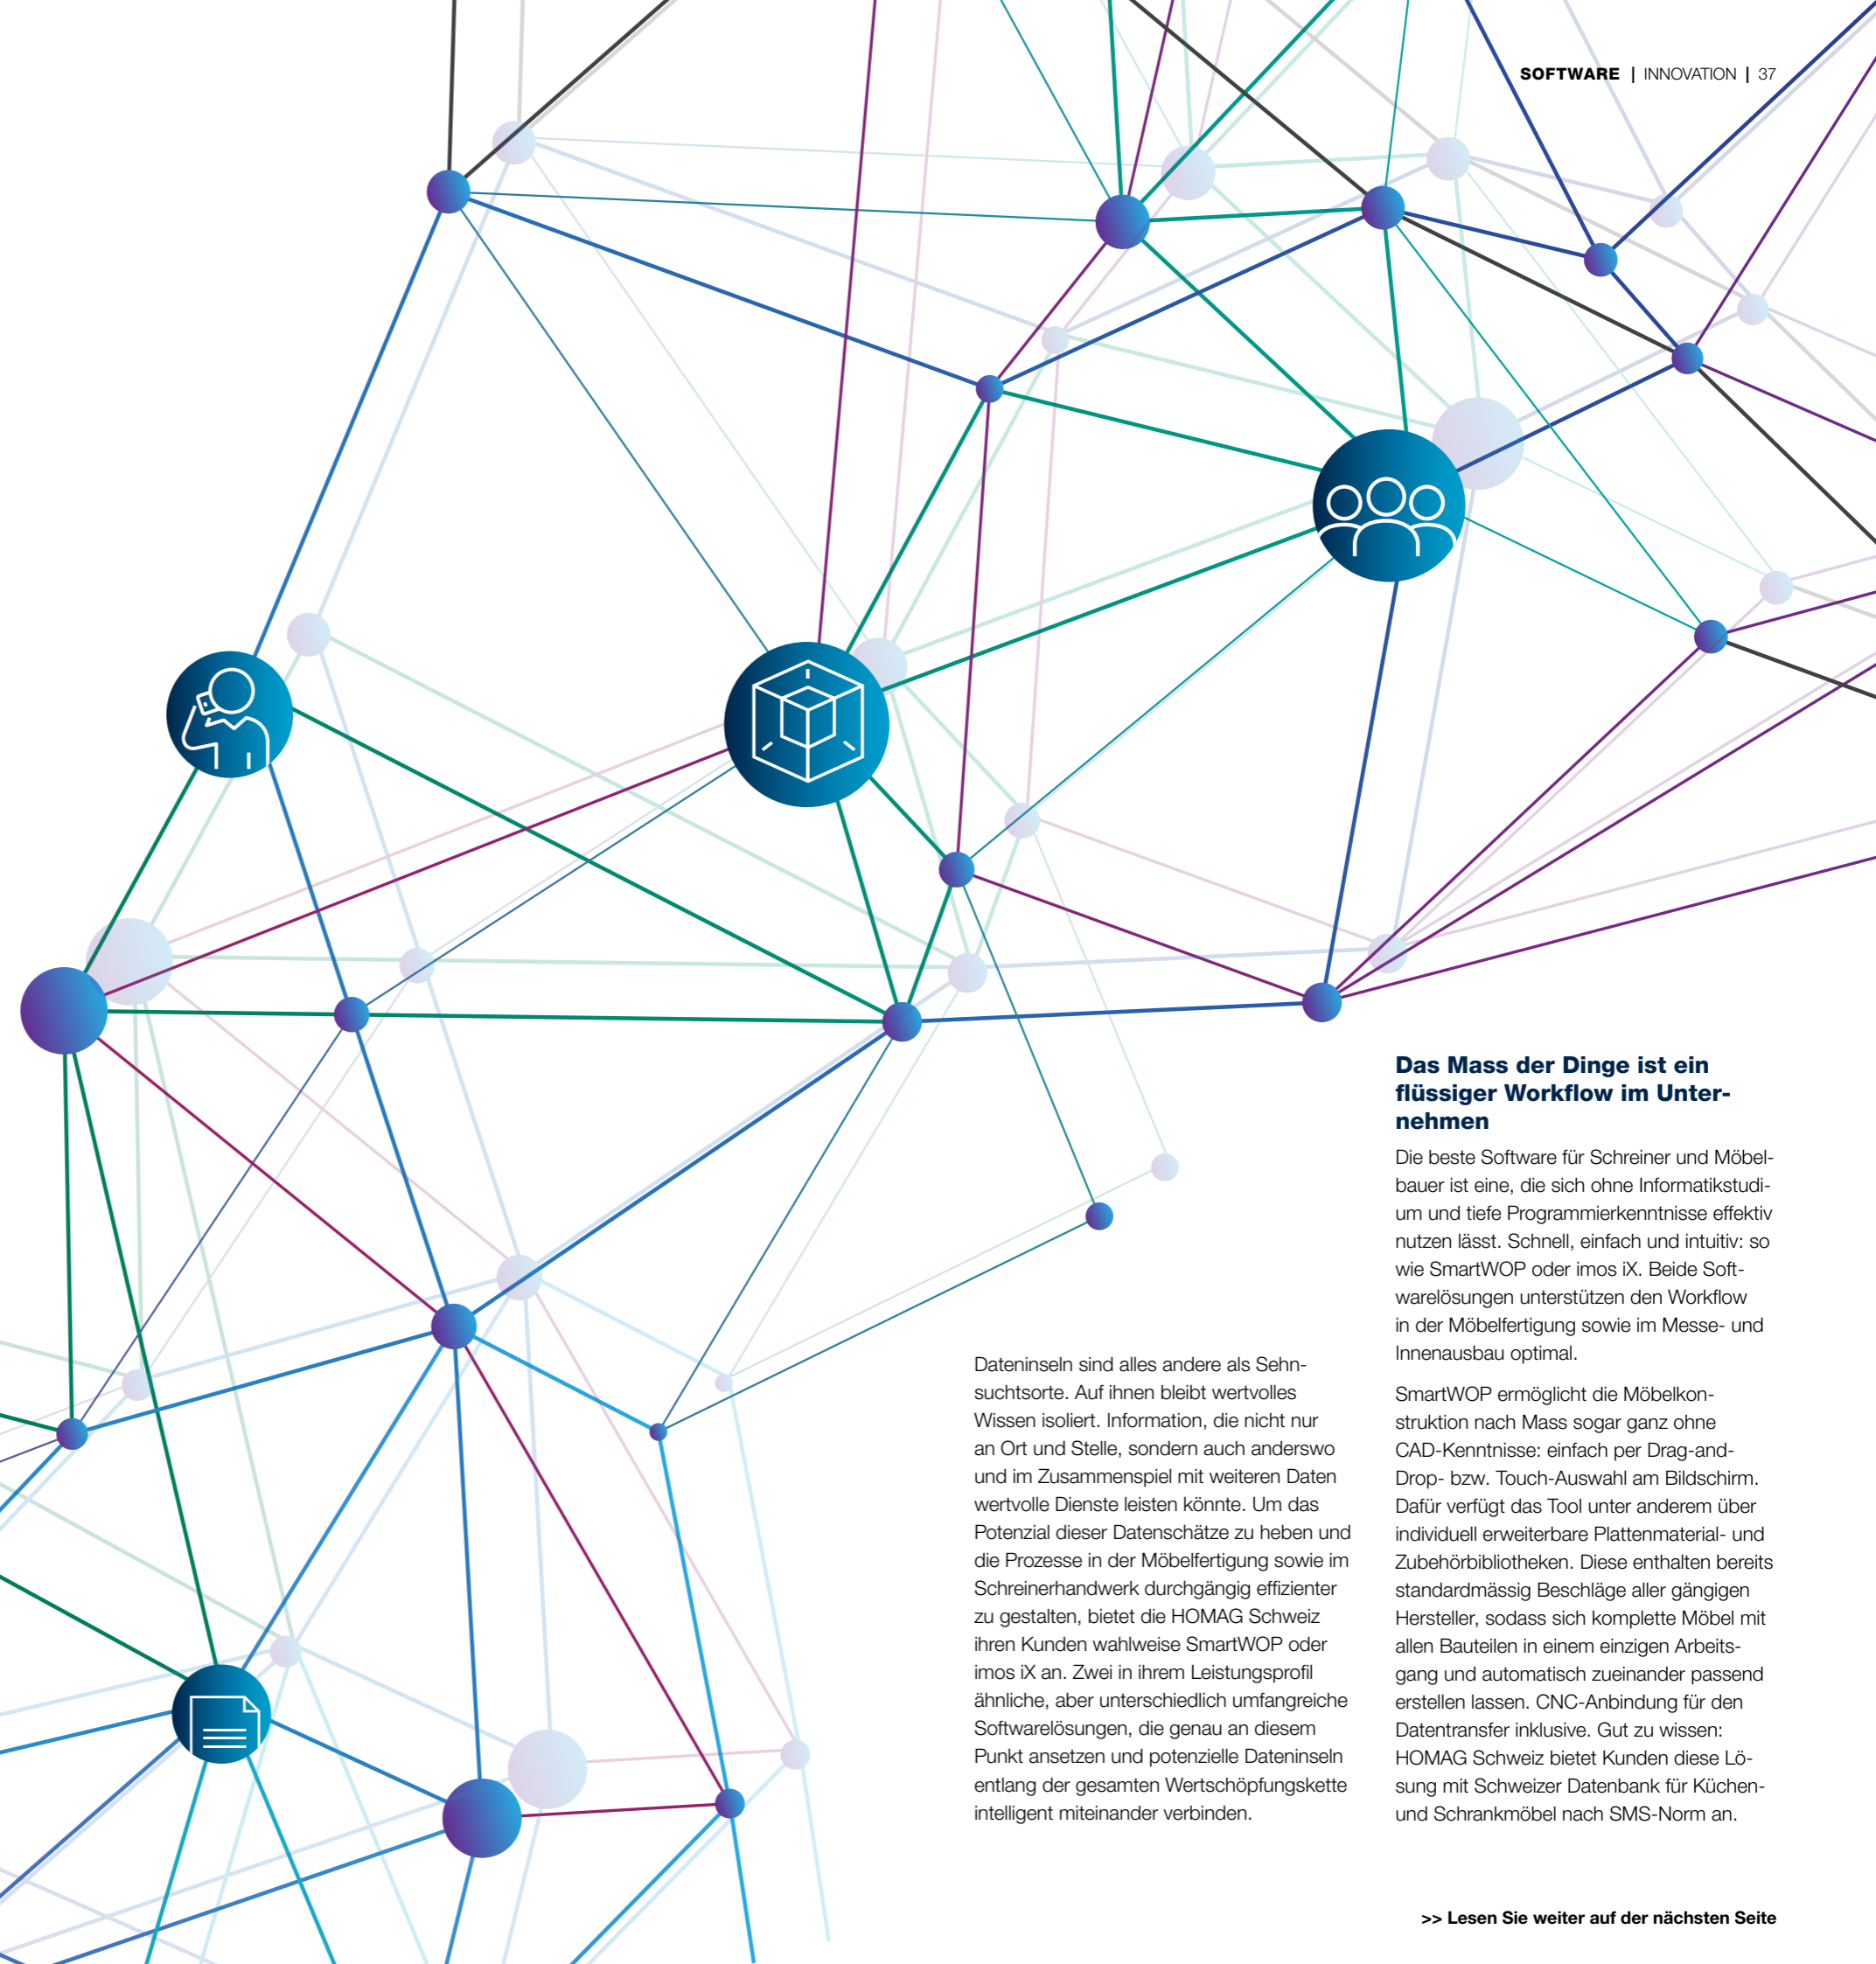 SOFTWARE | INNOVATION | 37
Dateninseln sind alles andere als Sehn-
suchtsorte. Auf ihnen bleibt wertvolles
Wissen isoliert. Information, die nicht nur
an Ort und Stelle, sondern auch anderswo
und im Zusammenspiel mit weiteren Daten
wertvolle Dienste leisten könnte. Um das
Potenzial dieser Datenschätze zu heben und
die Prozesse in der Möbelfertigung sowie im
Schreinerhandwerk durchgängig effizienter
zu gestalten, bietet die HOMAG Schweiz
ihren Kunden wahlweise SmartWOP oder
imos iX an. Zwei in ihrem Leistungsprofil
ähnliche, aber unterschiedlich umfangreiche
Softwarelösungen, die genau an diesem
Punkt ansetzen und potenzielle Dateninseln
entlang der gesamten Wertschöpfungskette
intelligent miteinander verbinden.
Das Mass der Dinge ist ein
flüssiger Workflow im Unter-
nehmen
Die beste Software für Schreiner und Möbel-
bauer ist eine, die sich ohne Informatikstudi-
um und tiefe Programmierkenntnisse effektiv
nutzen lässt. Schnell, einfach und intuitiv: so
wie SmartWOP oder imos iX. Beide Soft-
warelösungen unterstützen den Workflow
in der Möbelfertigung sowie im Messe- und
Innenausbau optimal.
SmartWOP ermöglicht die Möbelkon-
struktion nach Mass sogar ganz ohne
CAD-Kenntnisse: einfach per Drag-and-
Drop- bzw. Touch-Auswahl am Bildschirm.
Dafür verfügt das Tool unter anderem über
individuell erweiterbare Plattenmaterial- und
Zubehörbibliotheken. Diese enthalten bereits
standardmässig Beschläge aller gängigen
Hersteller, sodass sich komplette Möbel mit
allen Bauteilen in einem einzigen Arbeits-
gang und automatisch zueinander passend
erstellen lassen. CNC-Anbindung für den
Datentransfer inklusive. Gut zu wissen:
HOMAG Schweiz bietet Kunden diese Lö-
sung mit Schweizer Datenbank für Küchen-
und Schrankmöbel nach SMS-Norm an.
>> Lesen Sie weiter auf der nächsten Seite